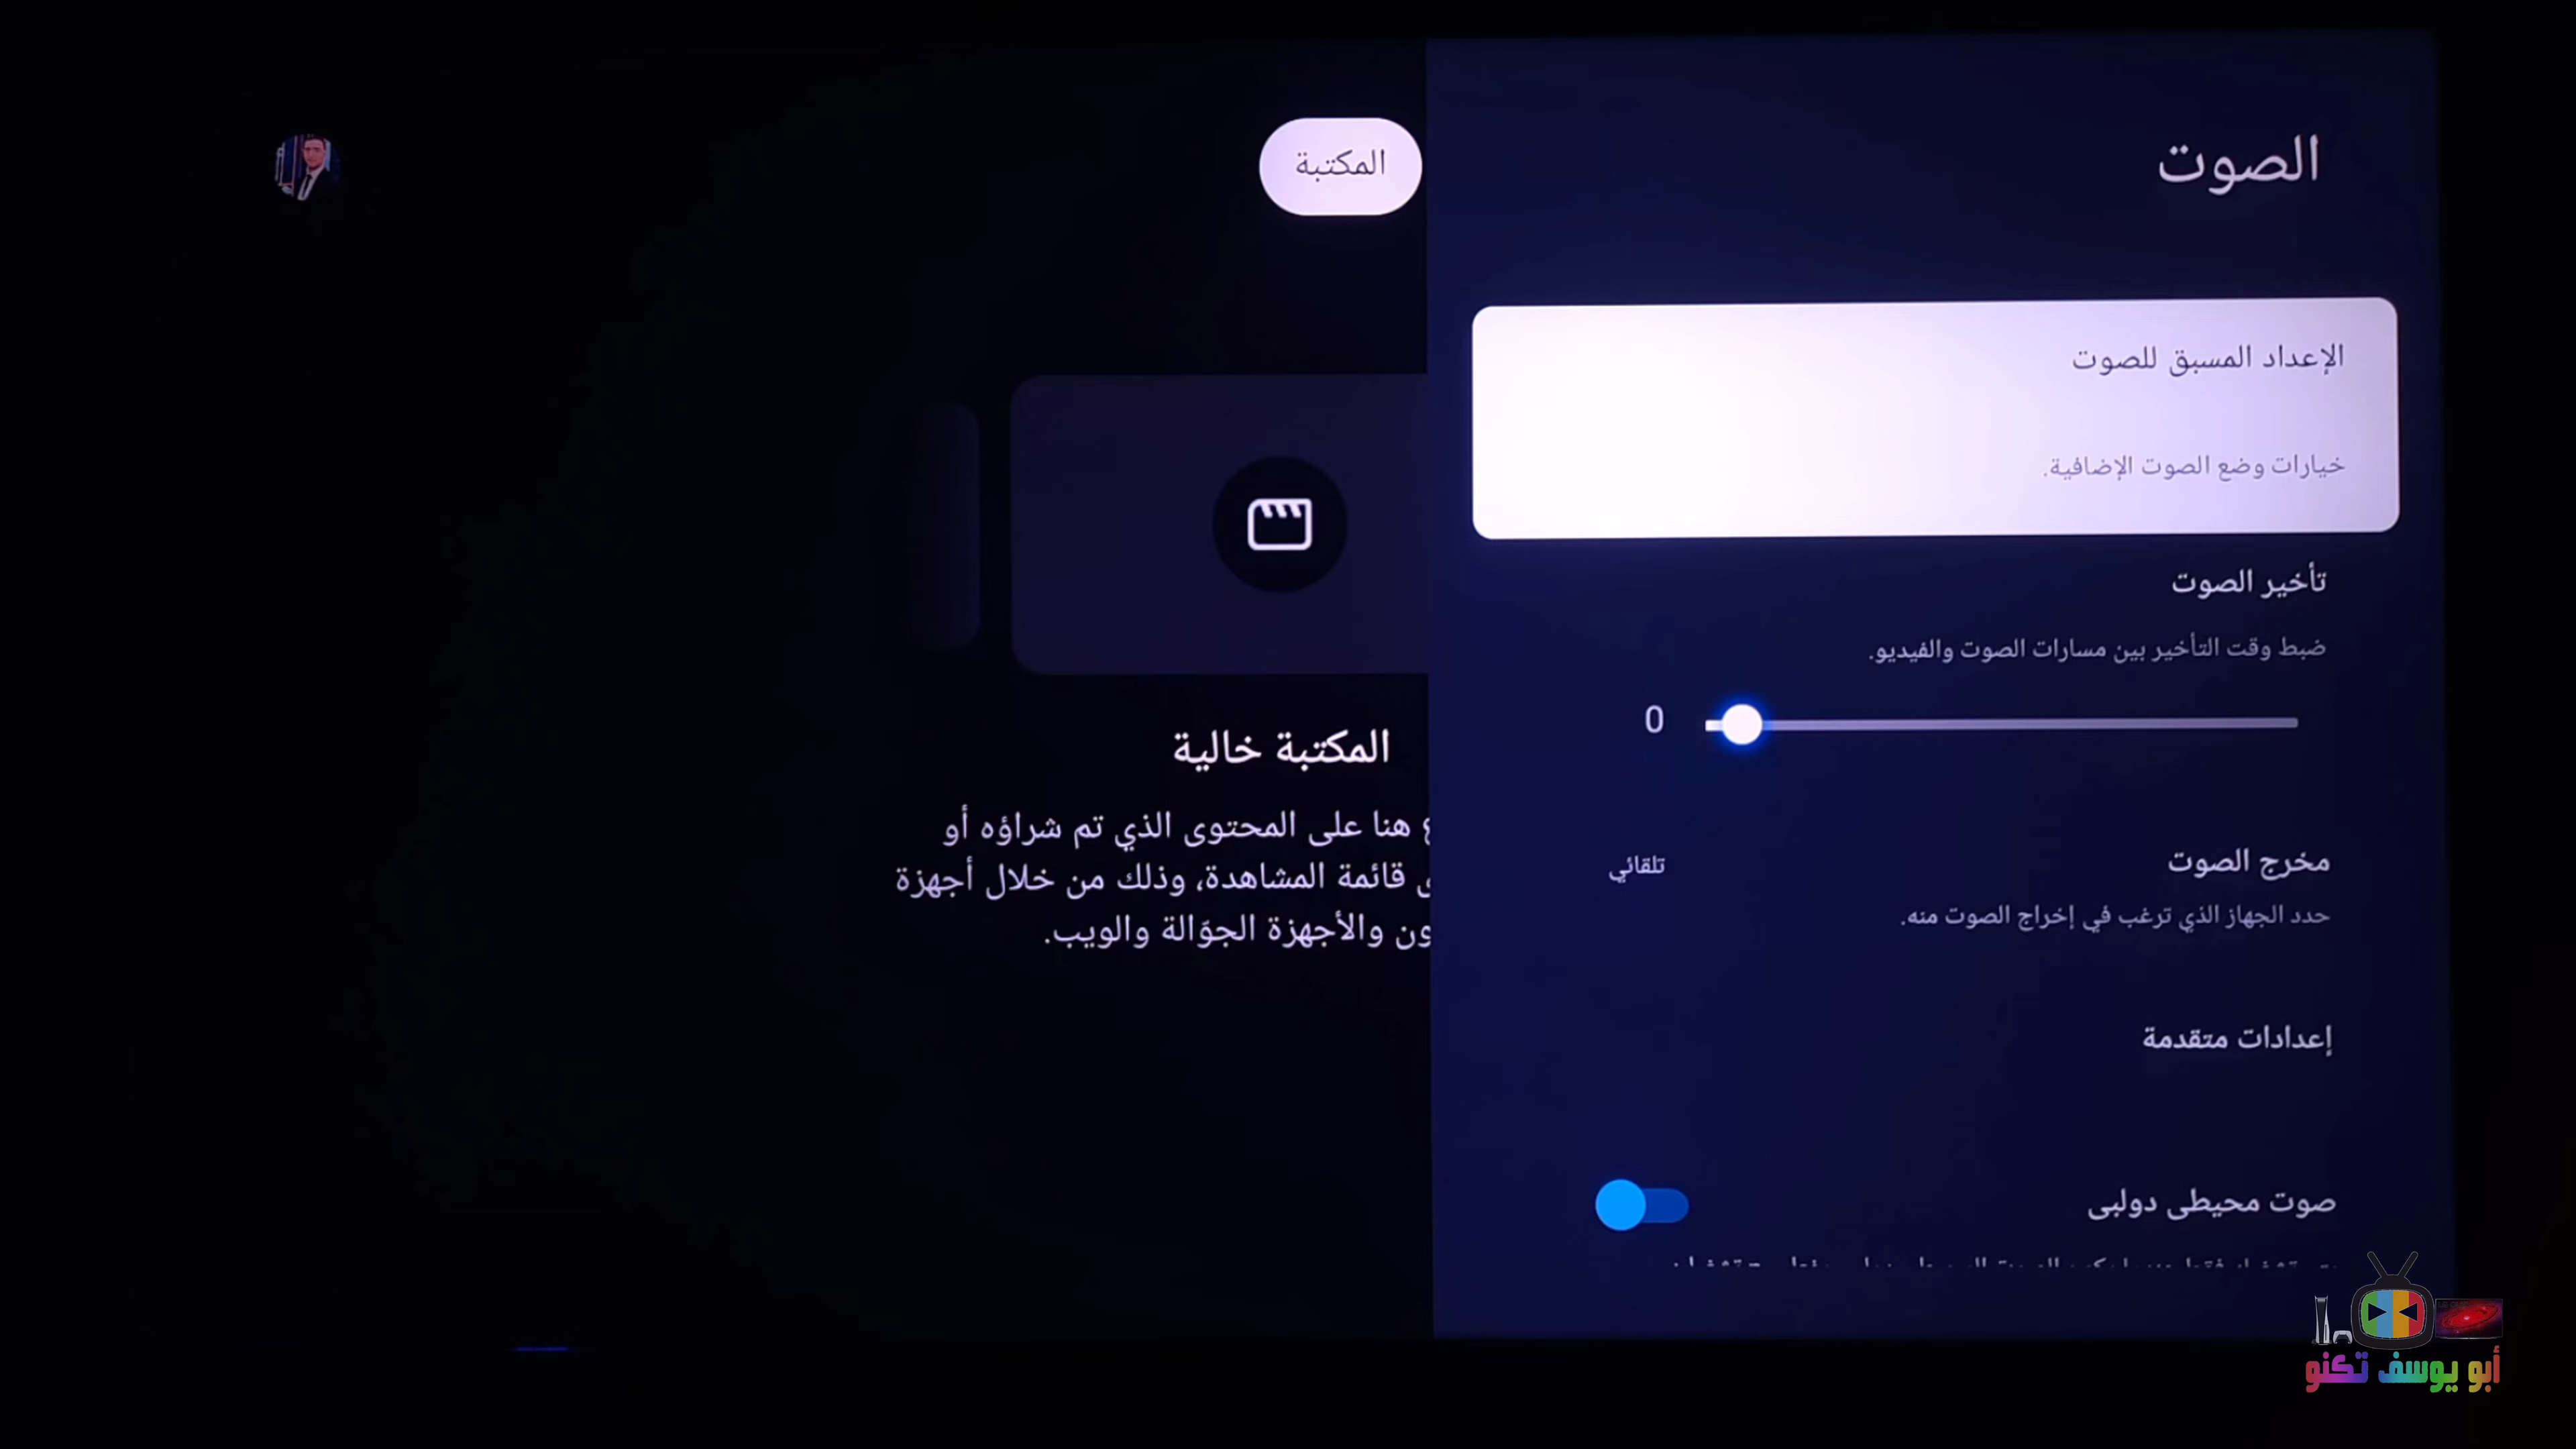 الصوت
الإعداد المسبق للصوت
خيارات وضع الصوت الإضافية.
تأخير الصوت
ضبط وقت التأخير بين مسارات الصوت والفيديو.
0
مخرج الصوت
تلقائي
حدد الجهاز الذي ترغب في إخراج الصوت منه.
إعدادات متقدمة
صوت محيطى دولبى
المكتبة
المكتبة خالية
هنا على المحتوى الذي تم شراؤه أو
قائمة المشاهدة، وذلك من خلال أجهزة
والأجهزة الجوّالة والويب.
أبو يوسف تكنو